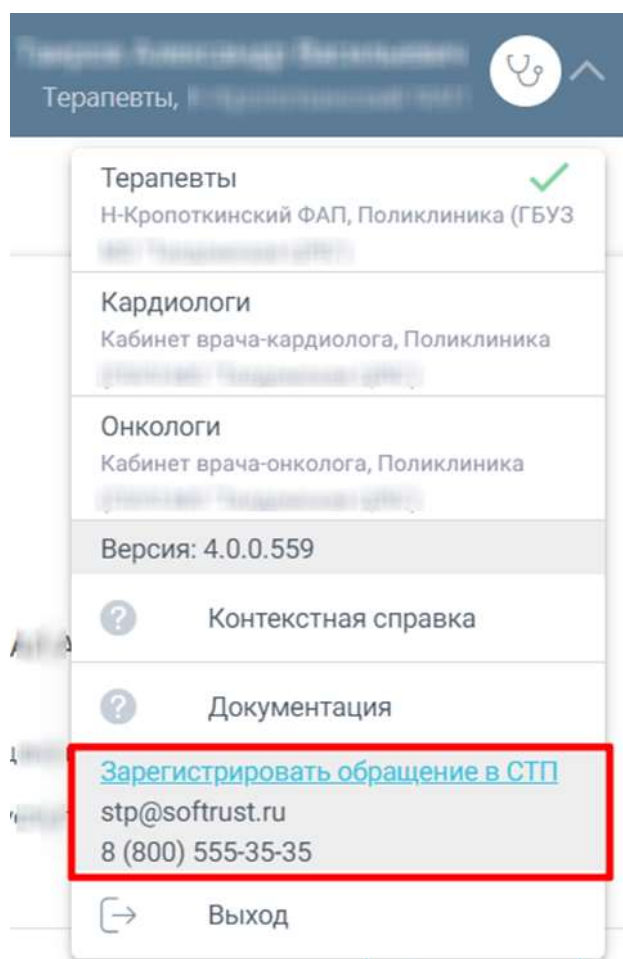 Терапевты,
Терапевты
Н-Кропоткинский ФАП, Поликлиника (ГБУЗ
Кардиологи
Кабинет врача-кардиолога, Поликлиника
Онкологи
Кабинет врача-онколога, Поликлиника
Версия: 4.0.0.559
Контекстная справка
Документация
Зарегистрировать обращение в СТП
stp@softrust.ru
8 (800) 555-35-35
Выход